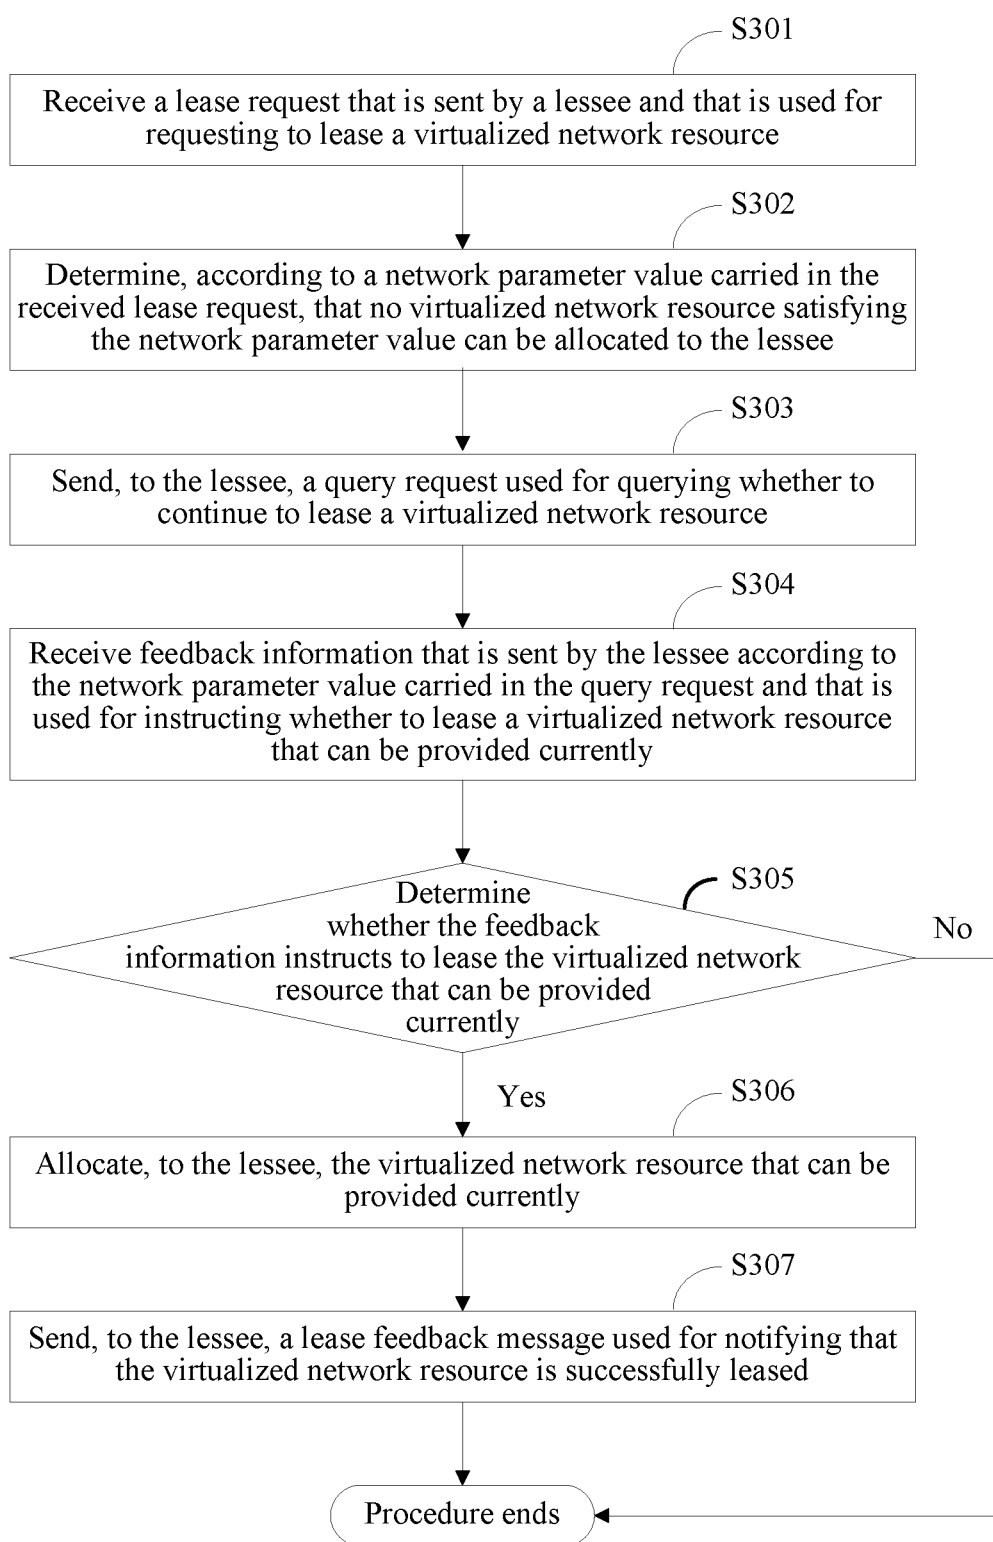 S301
Receive a lease request that is sent by a lessee and that is used for
requesting to lease a virtualized network resource
S302
Determine, according to a network parameter value carried in the
received lease request, that no virtualized network resource satisfying
the network parameter value can be allocated to the lessee
S303
Send, to the lessee, a query request used for querying whether to
continue to lease a virtualized network resource
S304
Receive feedback information that is sent by the lessee according to
the network parameter value carried in the query request and that is
used for instructing whether to lease a virtualized network resource
that can be provided currently
S305
Determine
whether the feedback
information instructs to lease the virtualized network
resource that can be provided
currently
No
Yes
S306
Allocate, to the lessee, the virtualized network resource that can be
provided currently
S307
Send, to the lessee, a lease feedback message used for notifying that
the virtualized network resource is successfully leased
Procedure ends